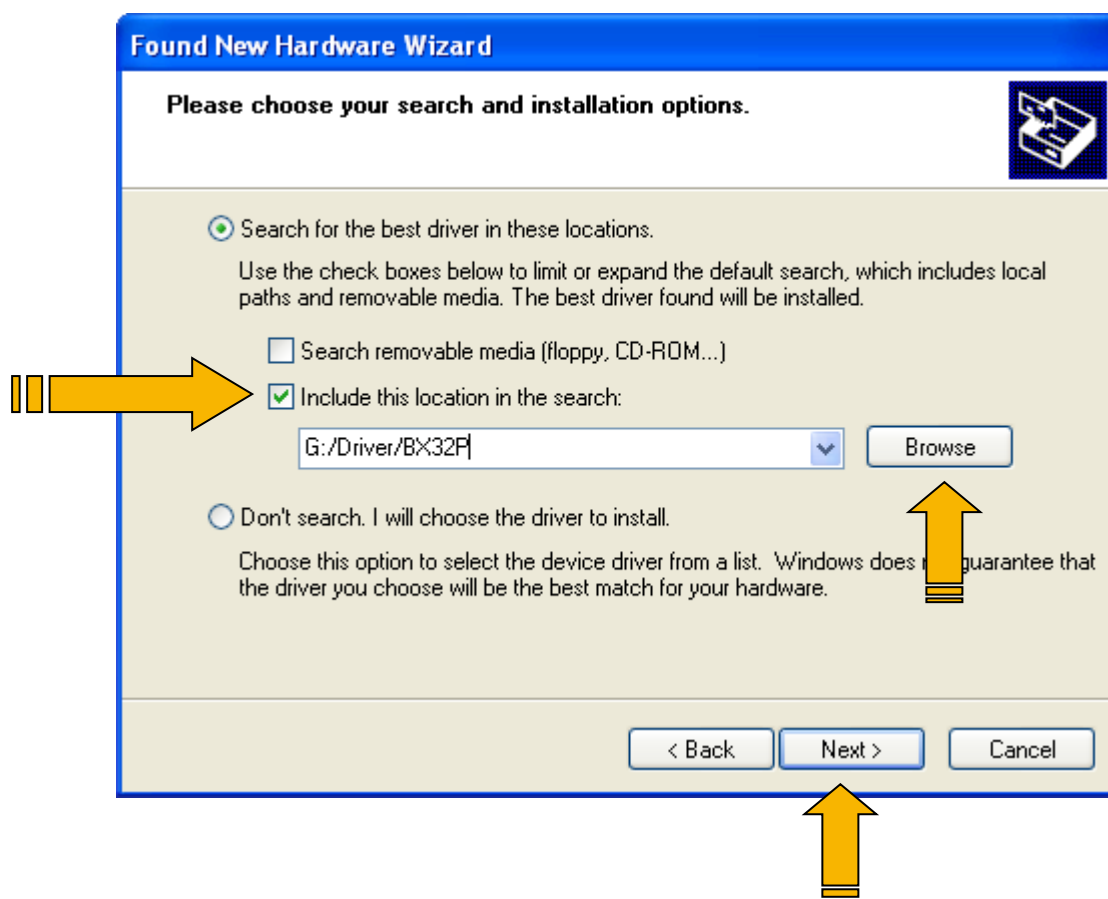 Found New Hardware Wizard
Please choose your search and installation options.
Search for the best driver in these locations.
Use the check boxes below to limit or expand the default search, which includes local
paths and removable media. The best driver found will be installed.
Search removable media (floppy, CD-ROM...)
Include this location in the search:
G:/Driver/BX32P
Browse
Don't search. I will choose the driver to install.
Choose this option to select the device driver from a list. Windows does guarantee that
the driver you choose will be the best match for your hardware.
< Back
Next >
Cancel